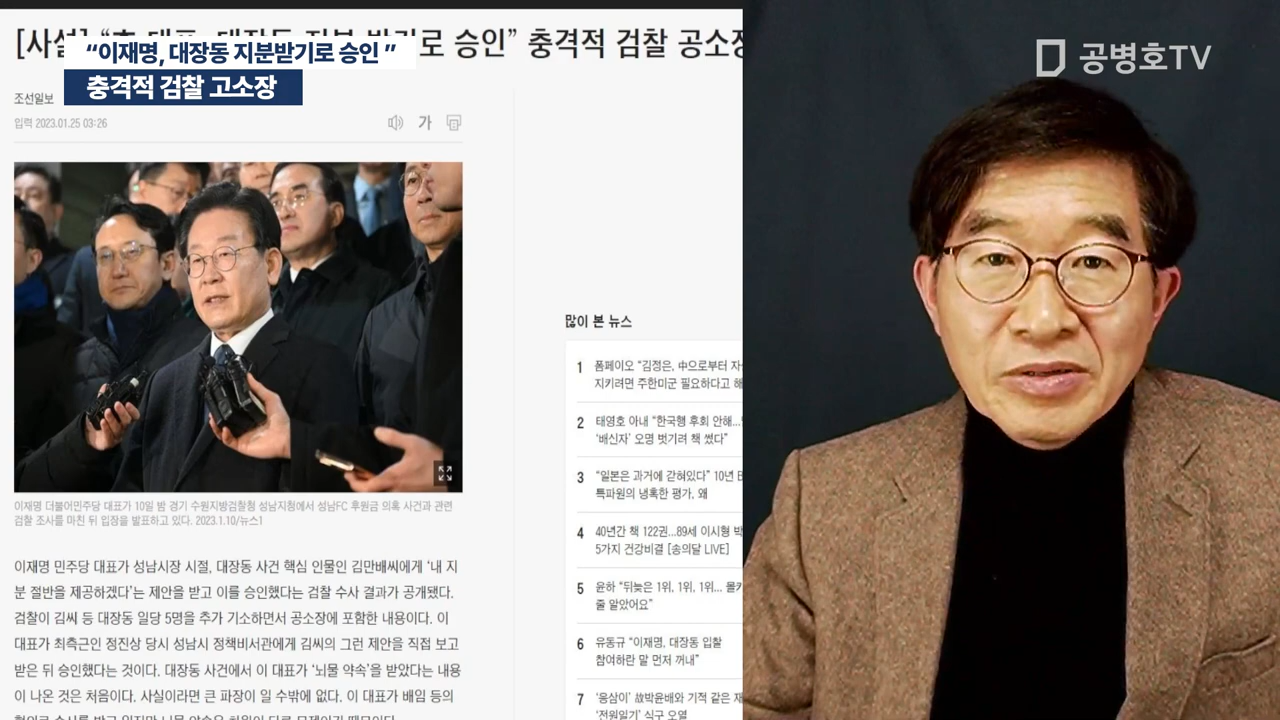 [사설]
로 승인” 충격적 검찰 공소장
“이재명, 대장동 지분받기로 승인 ”
충격적 검찰 고소장
공병호TV
조선일보
입력 2023.01.25 03:26
가
이재명 더불어민주당 대표가 10일 밤 경기 수원지방검찰청 성남지청에서 성남FC 후원금 의혹 사건과 관련
검찰 조사를 마친 뒤 입장을 발표하고 있다. 2023.1.10/뉴스1
이재명 민주당 대표가 성남시장 시절, 대장동 사건 핵심 인물인 김만배씨에게 ‘내 지
분 절반을 제공하겠다’는 제안을 받고 이를 승인했다는 검찰 수사 결과가 공개됐다.
검찰이 김씨 등 대장동 일당 5명을 추가 기소하면서 공소장에 포함한 내용이다. 이
대표가 최측근인 정진상 당시 성남시 정책비서관에게 김씨의 그런 제안을 직접 보고
받은 뒤 승인했다는 것이다. 대장동 사건에서 이 대표가 ‘뇌물 약속’을 받았다는 내용
이 나온 것은 처음이다. 사실이라면 큰 파장이 일 수밖에 없다. 이 대표가 배임 등의
많이 본 뉴스
1 폼페이오 “김정은, 中으로부터
지키려면 주한미군 필요하다고
2 태영호 아내 “한국행 후회 안해...
‘배신자’ 오명 벗기려 책 썼다”
3 “일본은 과거에 갇혀있다” 10년
특파원의 냉혹한 평가, 왜
4 40년간 책 122권...89세 이시형
5가지 건강비결 [송의달 LIVE]
5 윤하 “뒤늦은 1위, 1위, 1위...
줄 알았어요”
6 유동규 “이재명, 대장동 입찰
참여하란 말 먼저 꺼내”
7 ‘응삼이’ 故박윤배와 기적 같은
‘전원일기’ 식구 오열